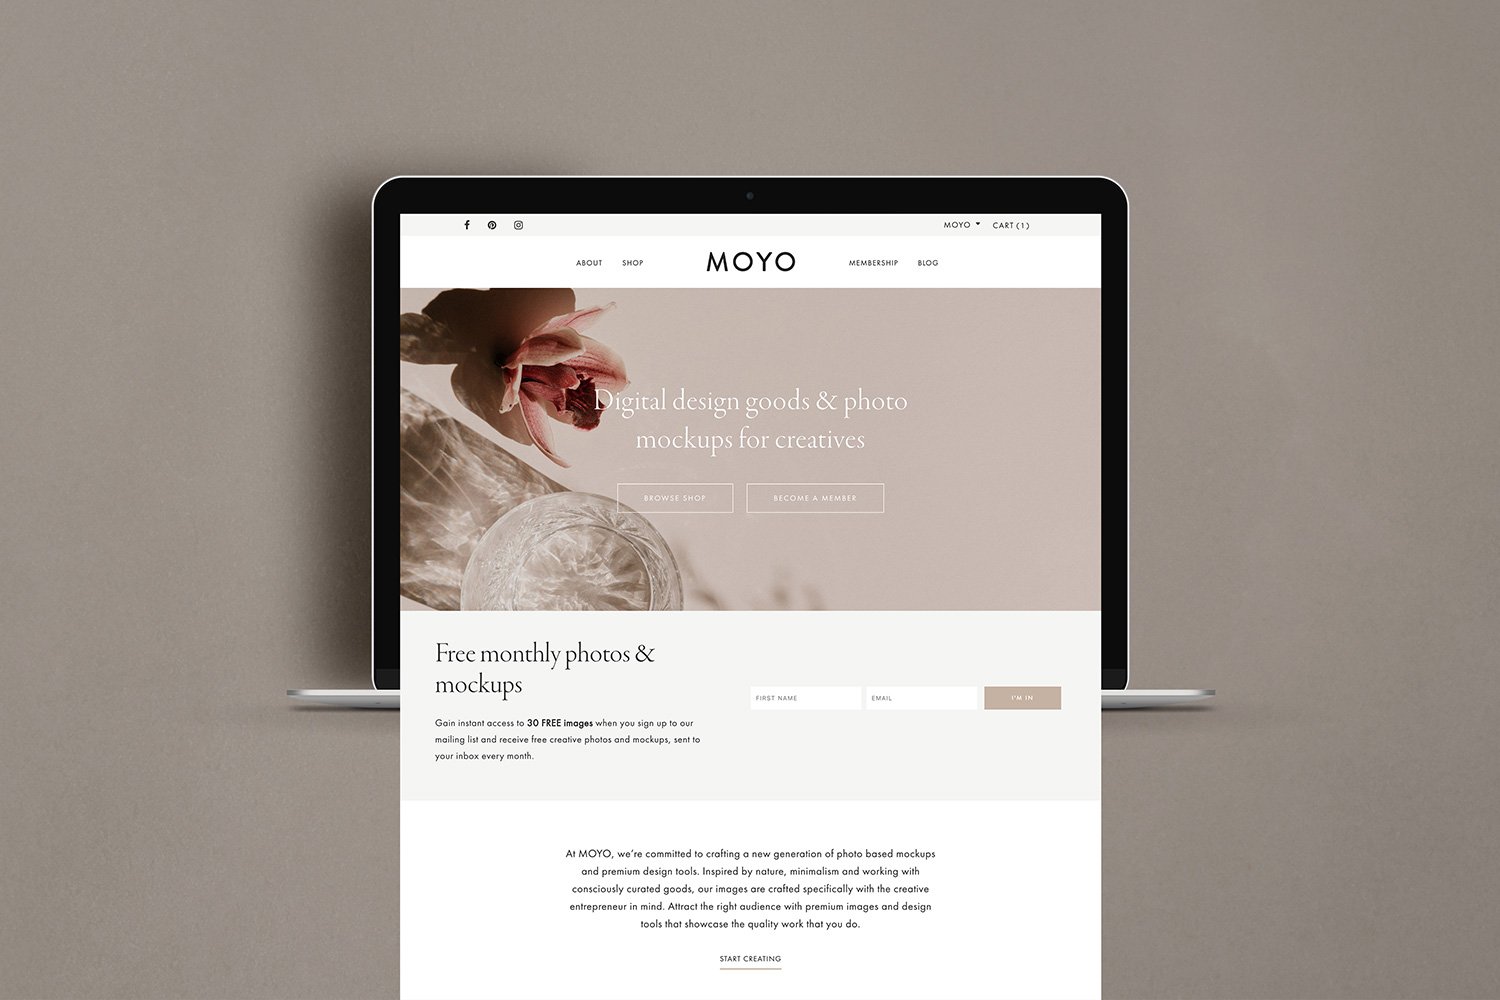 MOYO CART (1)
ABOUT SHOP MOYO MEMBERSHIP BLOG
Digital design goods & photo
mockups for creatives
BROWSE SHOP BECOME A MEMBER
Free monthly photos &
mockups
Gain instant access to 30 FREE images when you sign up to our
mailing list and receive free creative photos and mockups, sent to
your inbox every month.
FIRST NAME EMAIL I'M IN
At MOYO, we're committed to crafting a new generation of photo based mockups
and premium design tools. Inspired by nature, minimalism and working with
consciously curated goods, our images are crafted specifically with the creative
entrepreneur in mind. Attract the right audience with premium images and design
tools that showcase the quality work that you do.
START CREATING